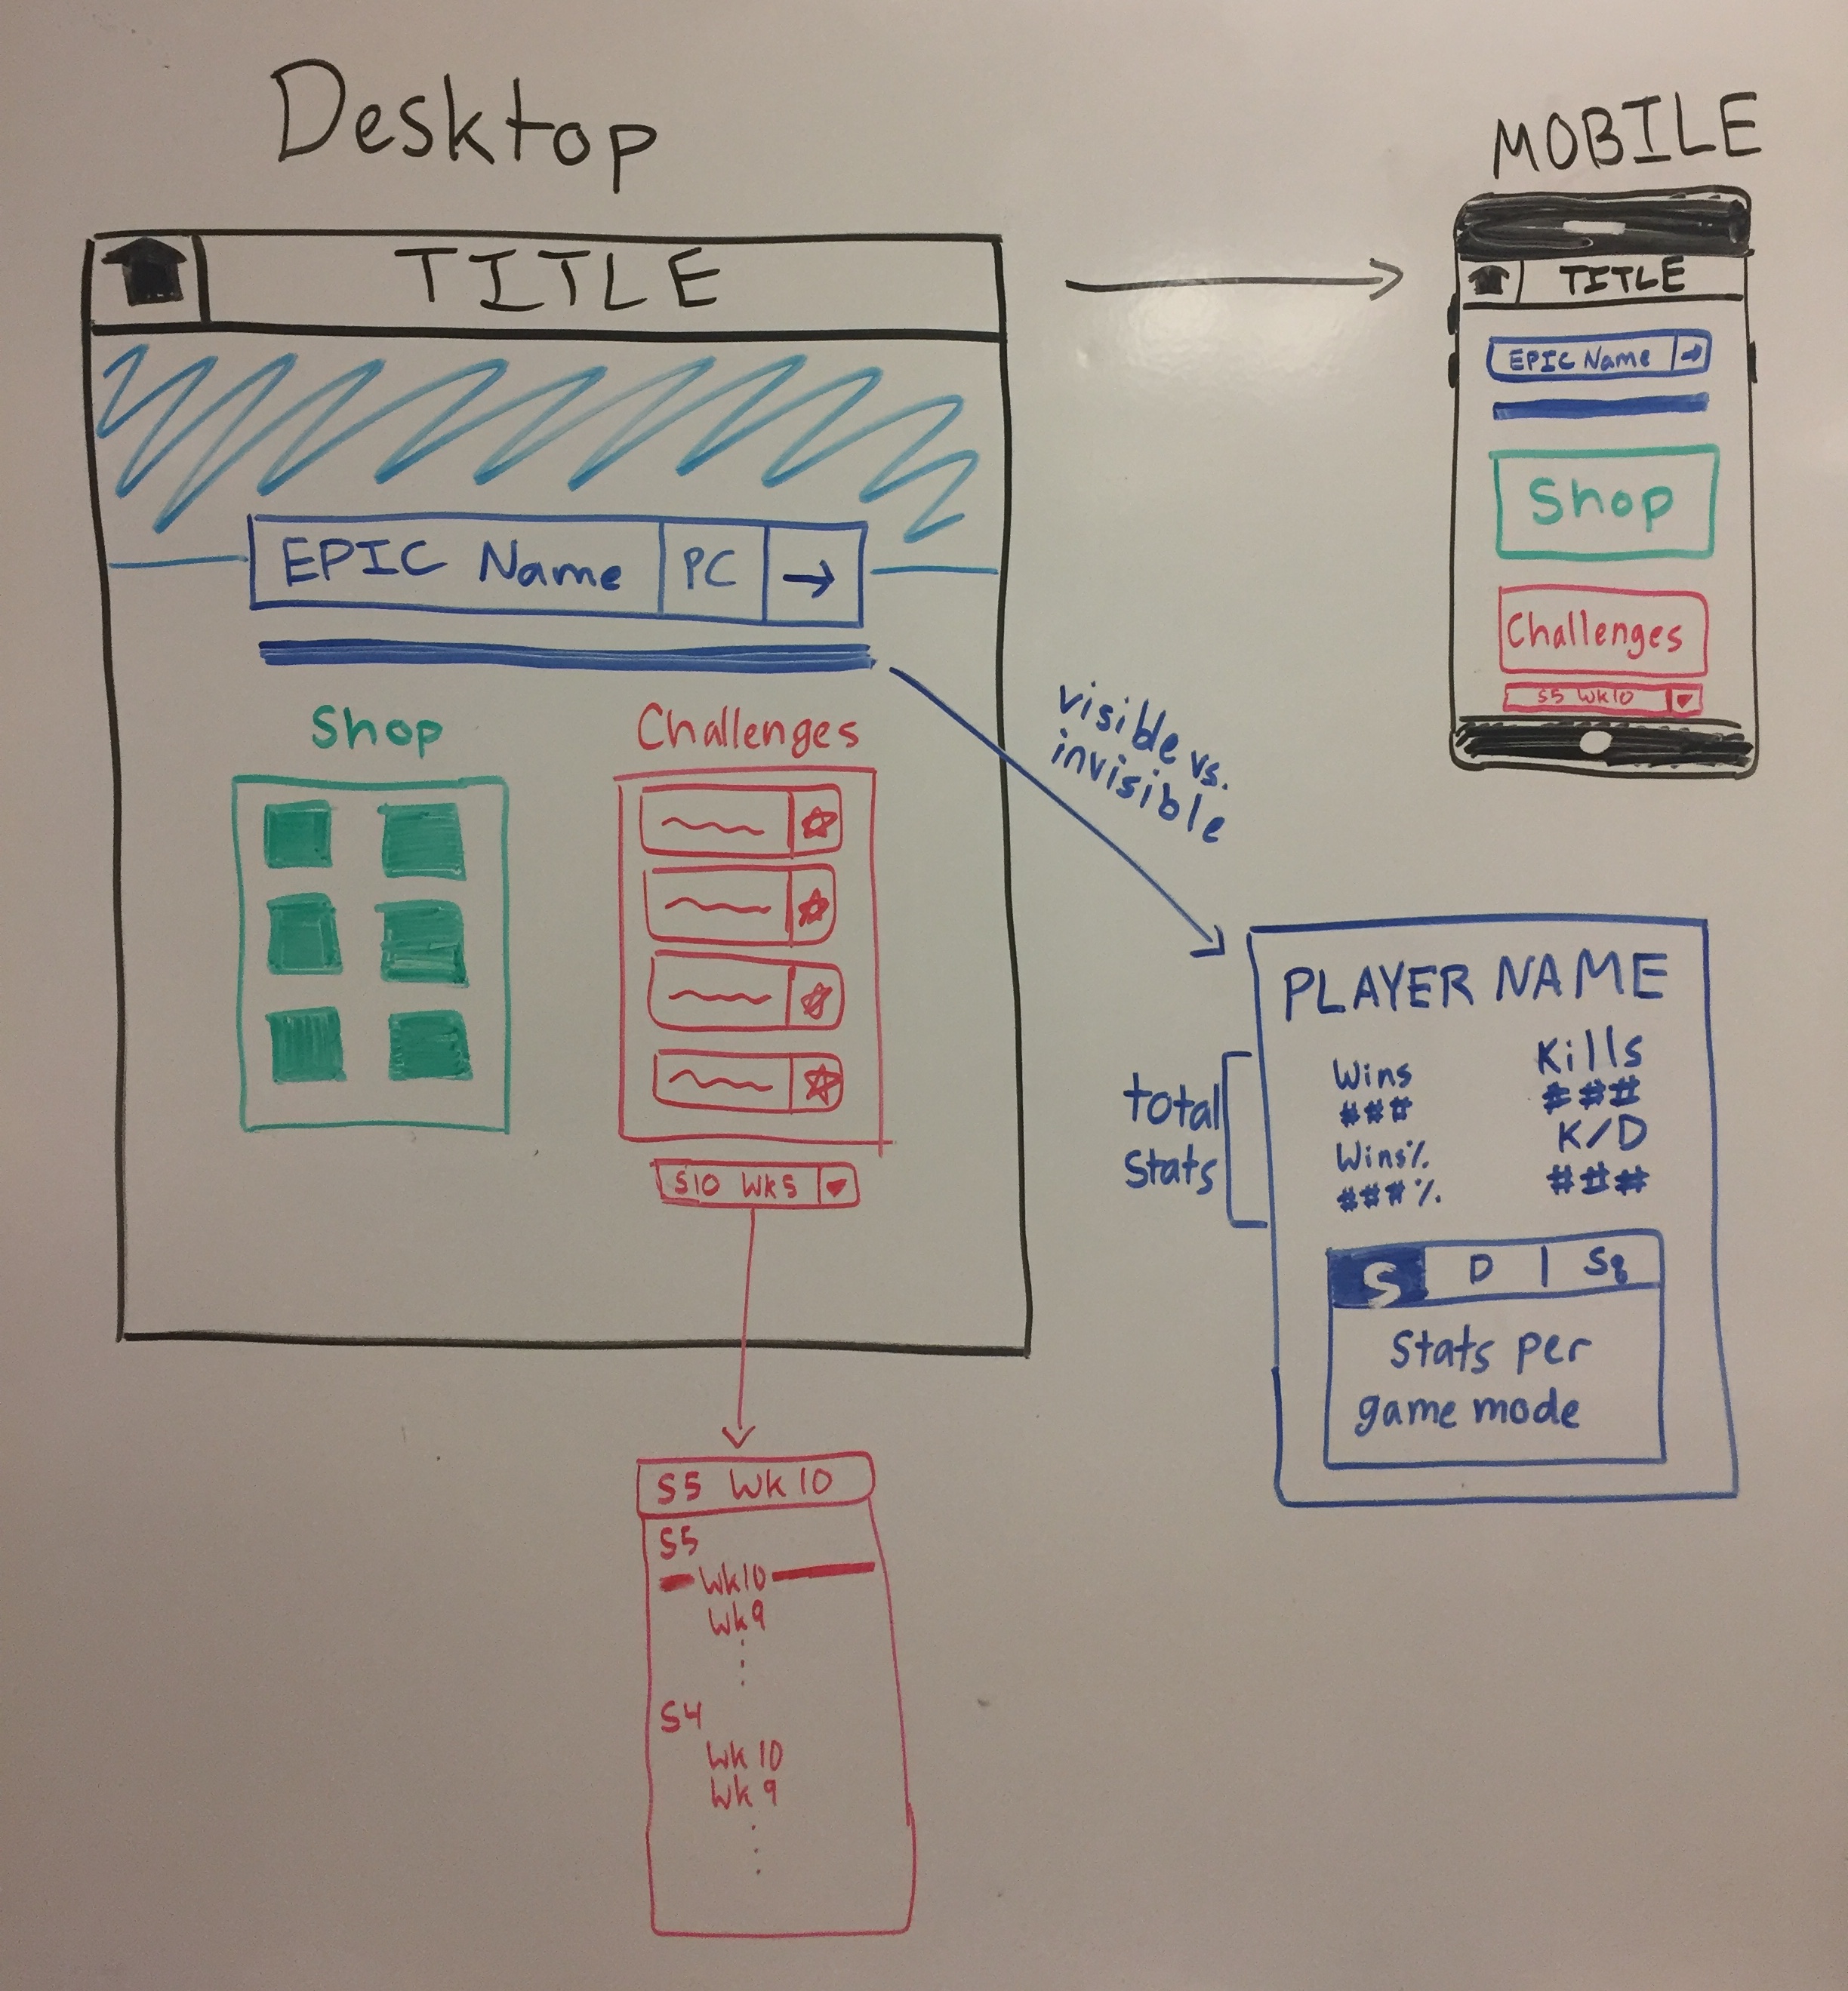 Desktop
TITLE
EPIC Name PC →
Shop
Challenges
S10 Wk5
S5 Wk 10
S5
Wk10
Wk9
S4
Wk 10
Wk 9
MOBILE
TITLE
EPIC Name →
Shop
Challenges
S5 Wk10
visible vs.
invisible
PLAYER NAME
total
stats
Wins
###
Wins%
###%
Kills
###
K/D
###
S D | Sq
Stats per
game mode